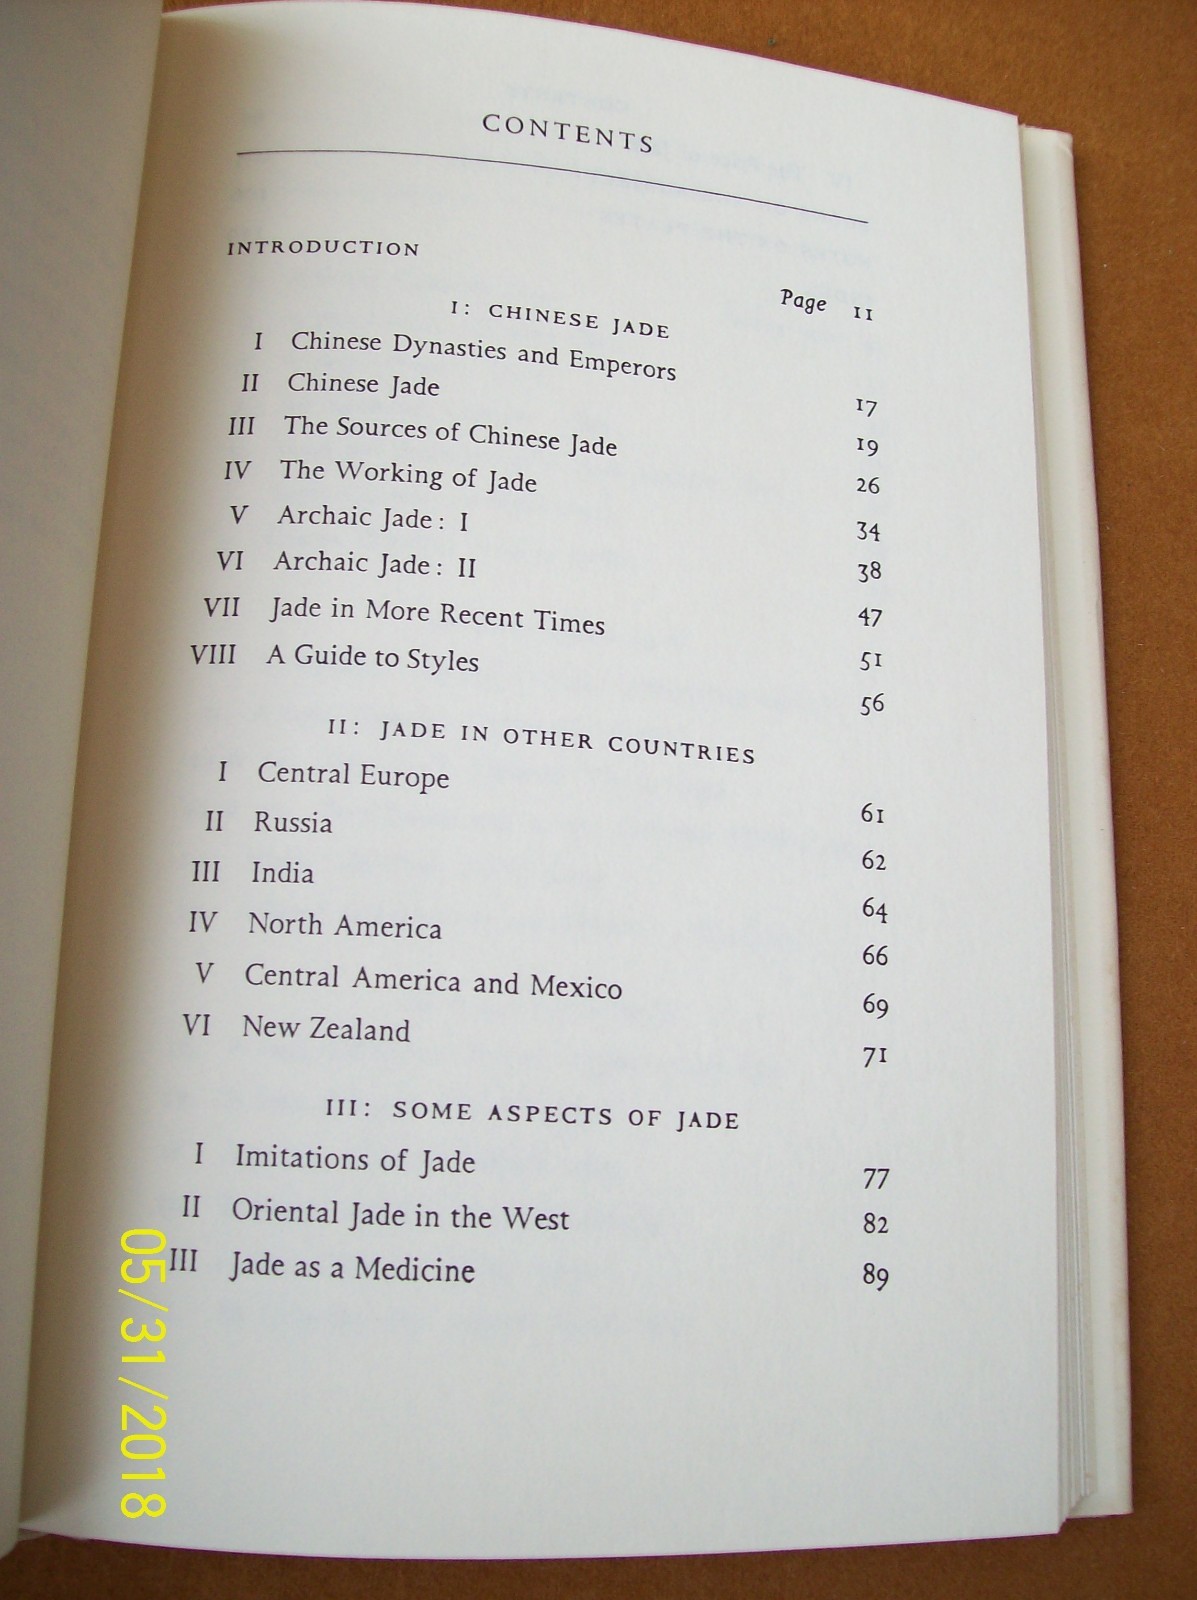 CONTENTS
INTRODUCTION Page 11
I: CHINESE JADE
I Chinese Dynasties and Emperors 17
II Chinese Jade 19
III The Sources of Chinese Jade 26
IV The Working of Jade 34
V Archaic Jade: I 38
VI Archaic Jade: II 47
VII Jade in More Recent Times 51
VIII A Guide to Styles 56
II: JADE IN OTHER COUNTRIES
I Central Europe 61
II Russia 62
III India 64
IV North America 66
V Central America and Mexico 69
VI New Zealand 71
III: SOME ASPECTS OF JADE
I Imitations of Jade 77
II Oriental Jade in the West 82
III Jade as a Medicine 89
05/31/2018